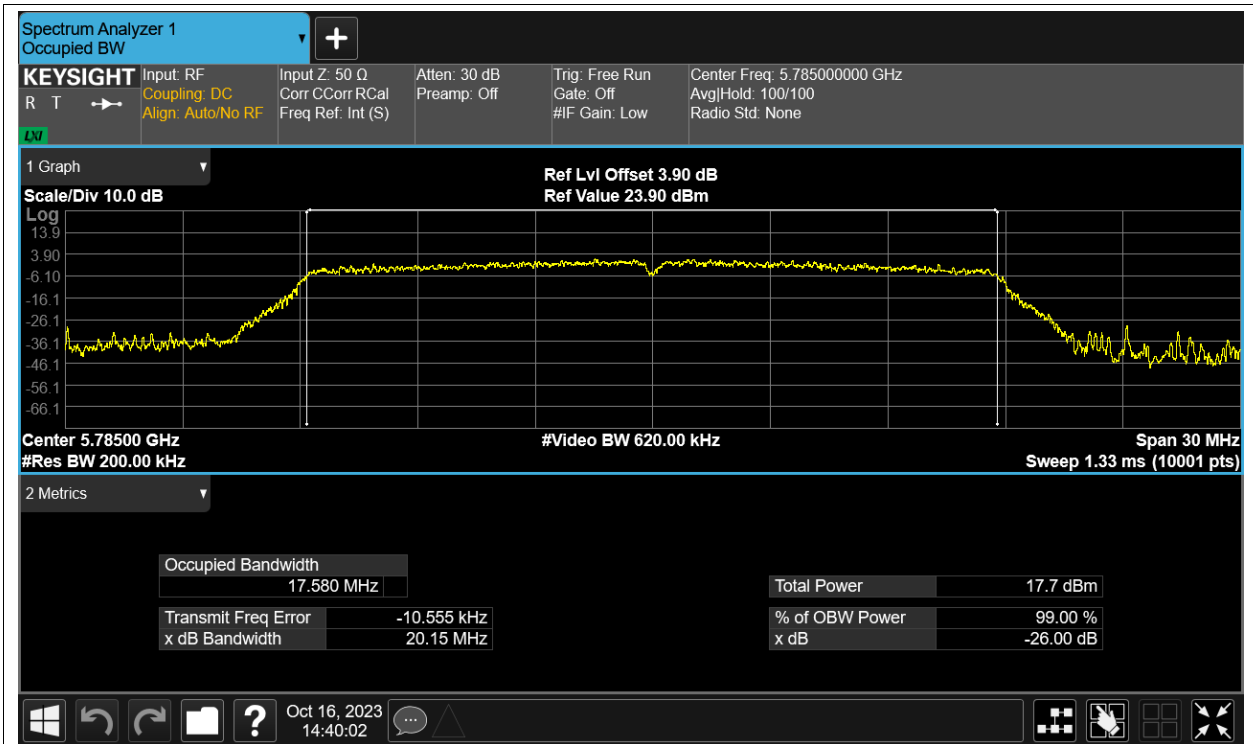 Spectrum Analyzer 1
Occupied BW
KEYSIGHT
R T
LXI
Input: RF
Coupling: DC
Align: Auto/No RF
Input Z: 50 Ω
Corr CCorr RCal
Freq Ref: Int (S)
Atten: 30 dB
Preamp: Off
Trig: Free Run
Gate: Off
#IF Gain: Low
Center Freq: 5.785000000 GHz
Avg|Hold: 100/100
Radio Std: None
1 Graph
Scale/Div 10.0 dB
Ref Lvl Offset 3.90 dB
Ref Value 23.90 dBm
Log
13.9
3.90
-6.10
-16.1
-26.1
-36.1
-46.1
-56.1
-66.1
Center 5.78500 GHz
#Res BW 200.00 kHz
#Video BW 620.00 kHz
Span 30 MHz
Sweep 1.33 ms (10001 pts)
2 Metrics
Occupied Bandwidth
17.580 MHz
Transmit Freq Error -10.555 kHz
x dB Bandwidth 20.15 MHz
Total Power 17.7 dBm
% of OBW Power 99.00 %
x dB -26.00 dB
?
Oct 16, 2023
14:40:02